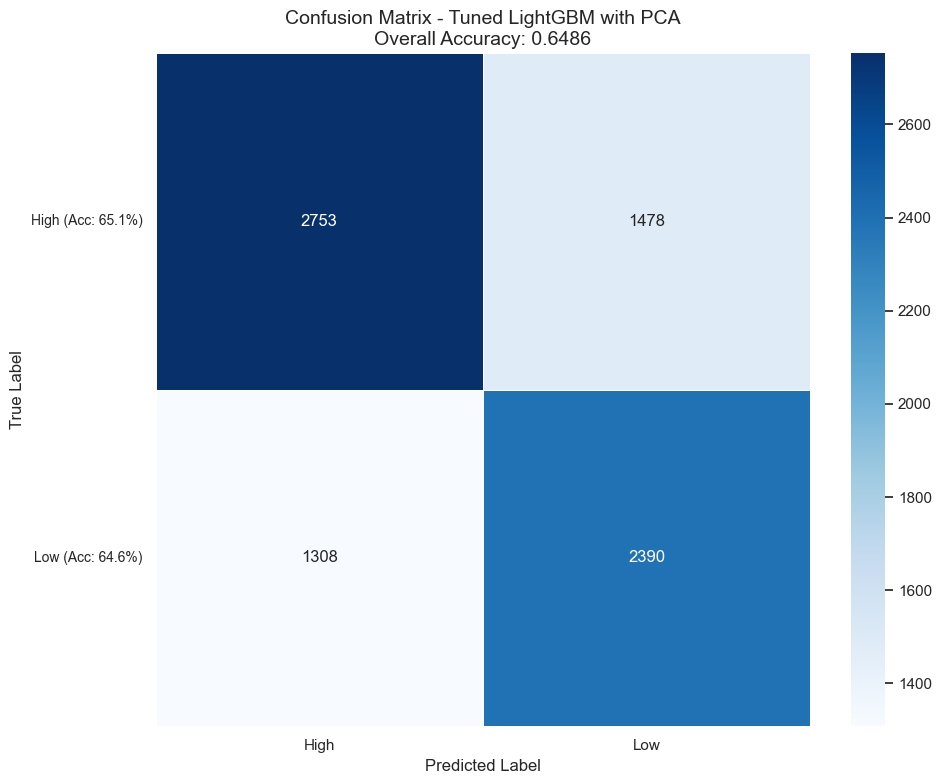 Confusion Matrix - Tuned LightGBM with PCA
Overall Accuracy: 0.6486
True Label
High (Acc: 65.1%)
2753
1478
Low (Acc: 64.6%)
1308
2390
High
Low
Predicted Label
2600
2400
2200
2000
1800
1600
1400